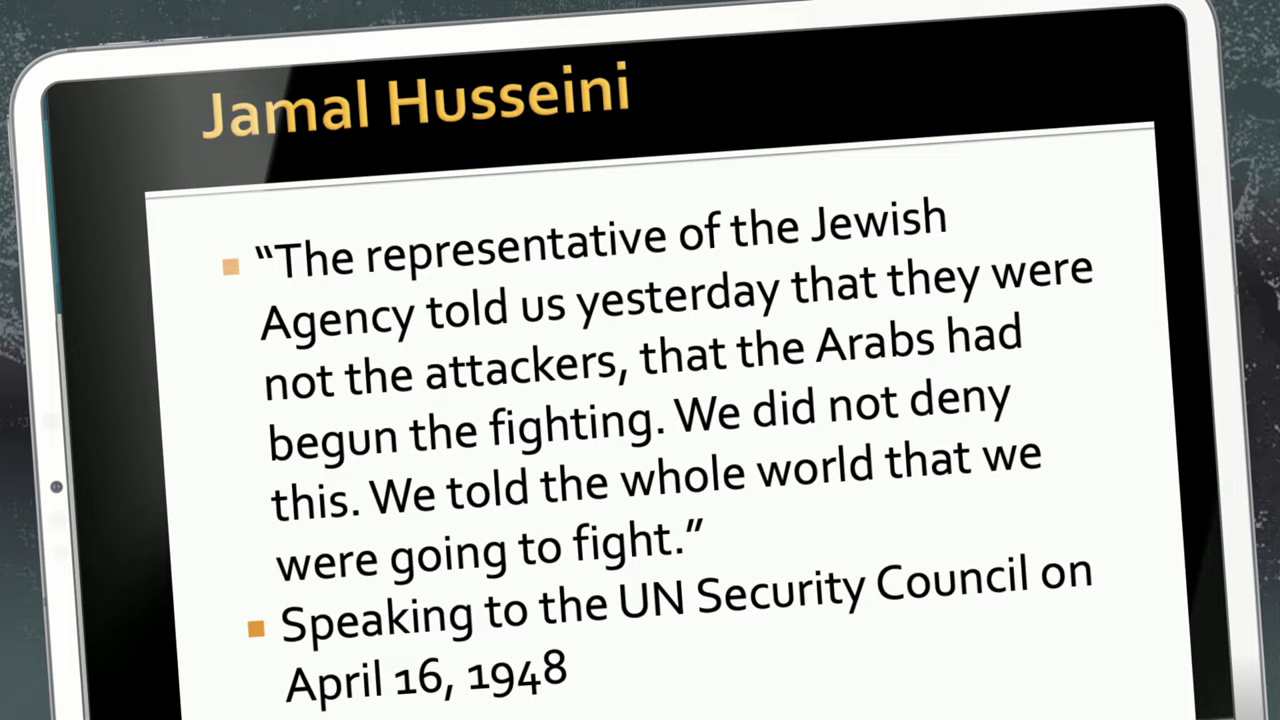 Jamal Husseini
▪ “The representative of the Jewish
Agency told us yesterday that they were
not the attackers, that the Arabs had
begun the fighting. We did not deny
this. We told the whole world that we
were going to fight.”
▪ Speaking to the UN Security Council on
April 16, 1948